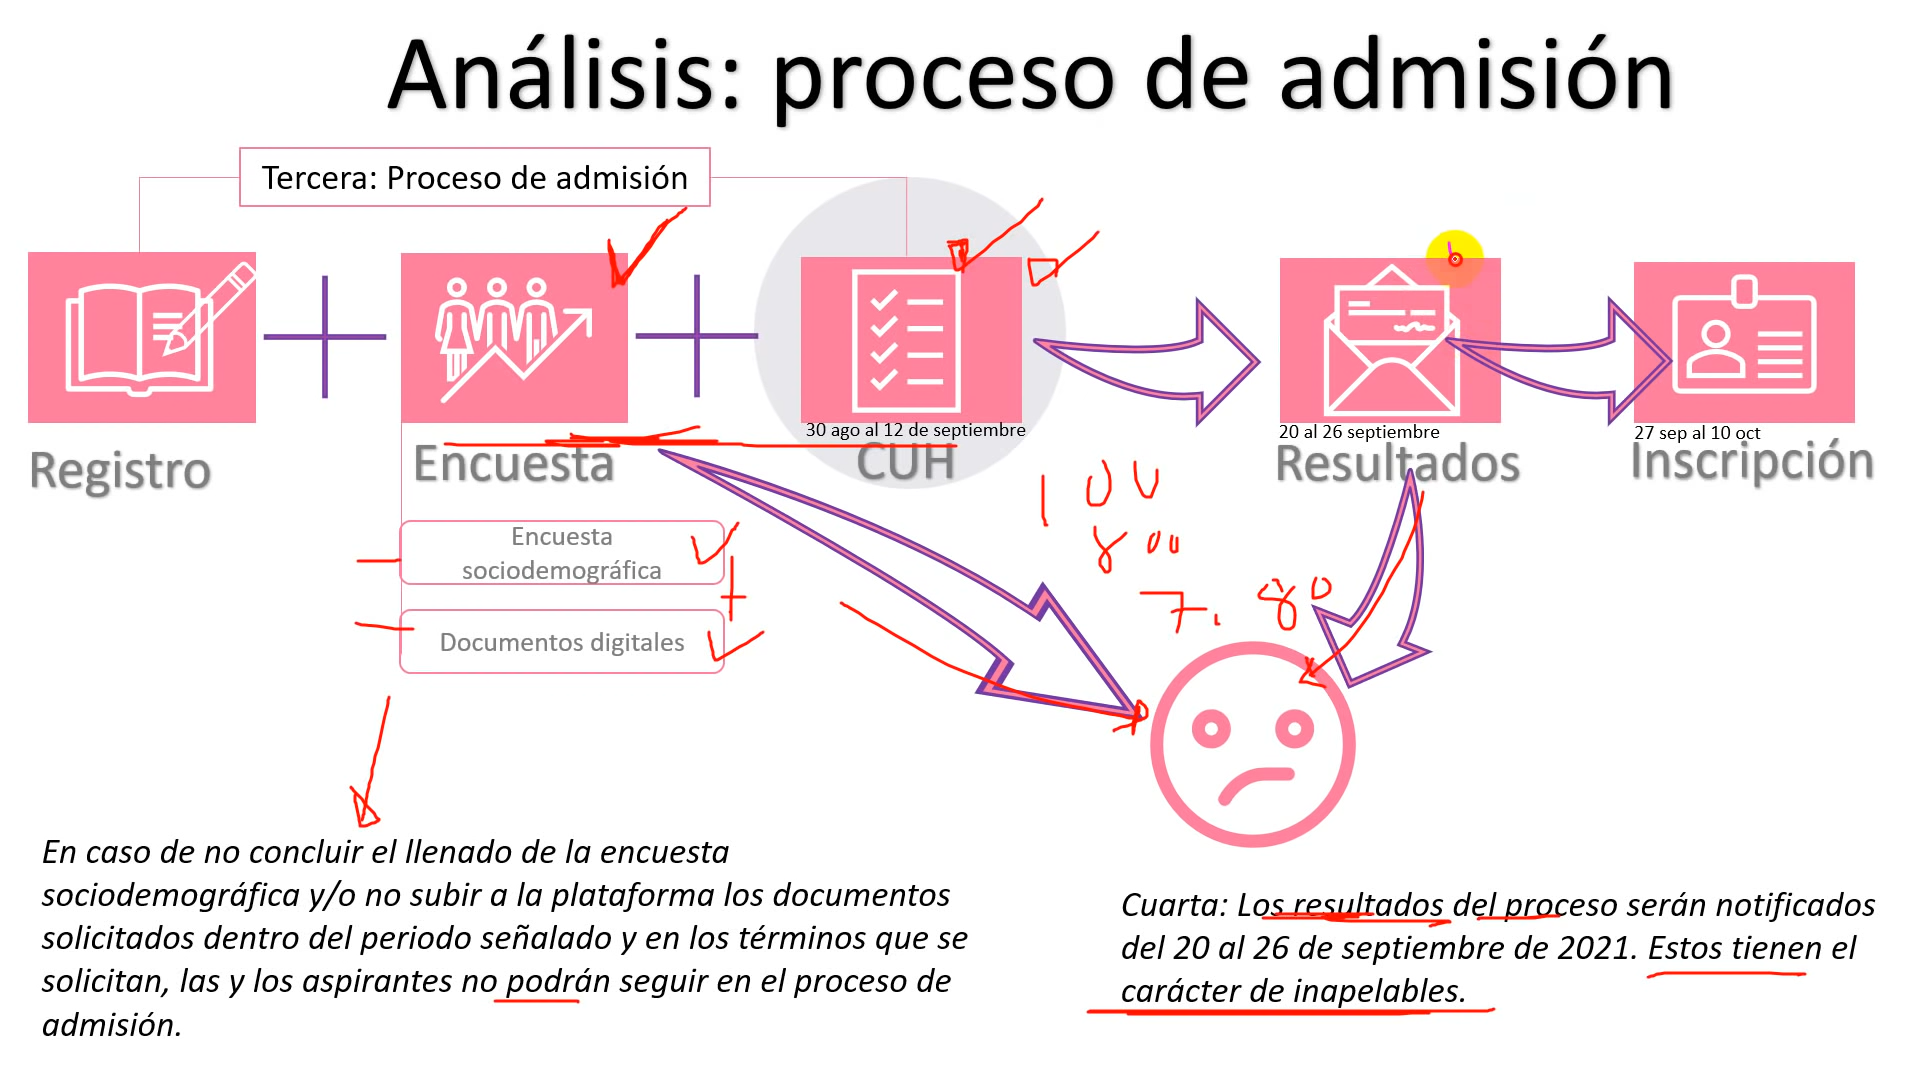 Análisis: proceso de admisión
Tercera: Proceso de admisión
Registro
Encuesta
30 ago al 12 de septiembre
CUH
20 al 26 septiembre
Resultados
27 sep al 10 oct
Inscripción
Encuesta
sociodemográfica
Documentos digitales
100
800
7. 80
En caso de no concluir el llenado de la encuesta
sociodemográfica y/o no subir a la plataforma los documentos
solicitados dentro del periodo señalado y en los términos que se
solicitan, las y los aspirantes no podrán seguir en el proceso de
admisión.
Cuarta: Los resultados del proceso serán notificados
del 20 al 26 de septiembre de 2021. Estos tienen el
carácter de inapelables.